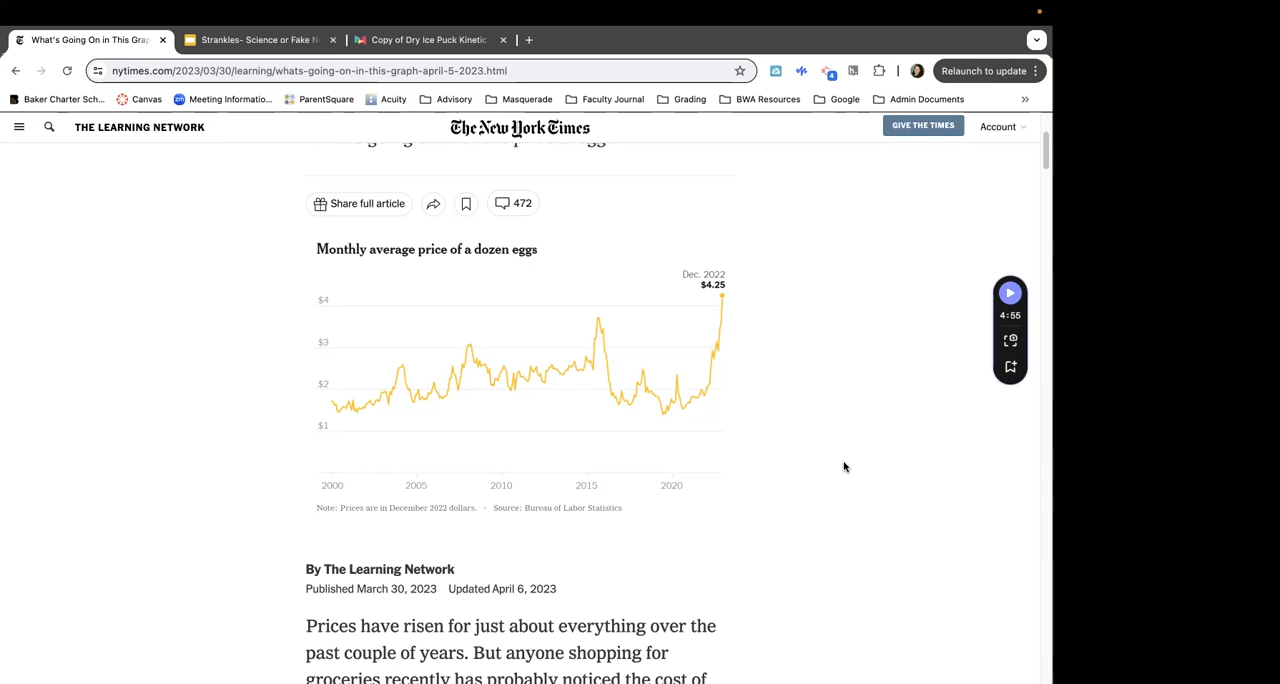 What's Going On in This Grap
Strankles- Science or Fake N
Copy of Dry Ice Puck Kinetic
nytimes.com/2023/03/30/learning/whats-going-on-in-this-graph-april-5-2023.html
4
Relaunch to update
Baker Charter Sch...
Canvas
Meeting Informatio...
ParentSquare
Acuity
Advisory
Masquerade
Faculty Journal
Grading
BWA Resources
Google
Admin Documents
THE LEARNING NETWORK
The New York Times
GIVE THE TIMES
Account
Share full article
472
Monthly average price of a dozen eggs
Dec. 2022
$4.25
$4
$3
$2
$1
2000
2005
2010
2015
2020
Note: Prices are in December 2022 dollars. • Source: Bureau of Labor Statistics
4:55
By The Learning Network
Published March 30, 2023 Updated April 6, 2023
Prices have risen for just about everything over the
past couple of years. But anyone shopping for
groceries recently has probably noticed the cost of